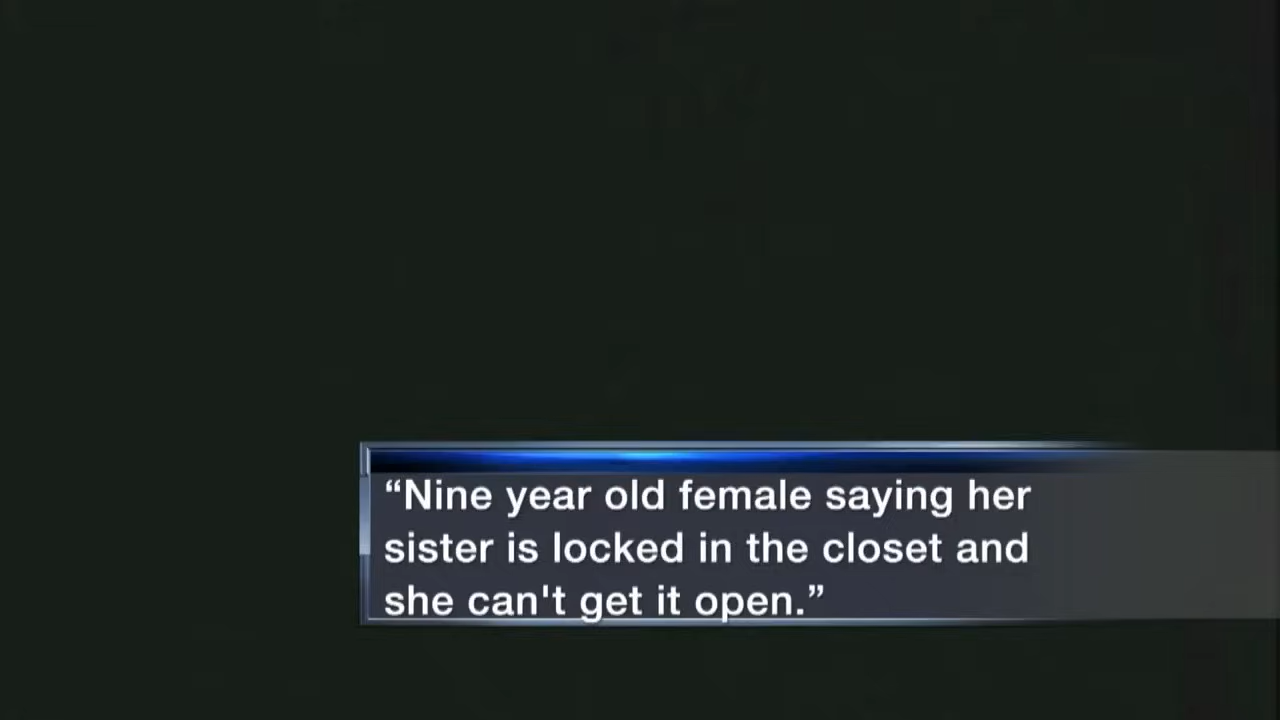 “Nine year old female saying her
sister is locked in the closet and
she can't get it open.”